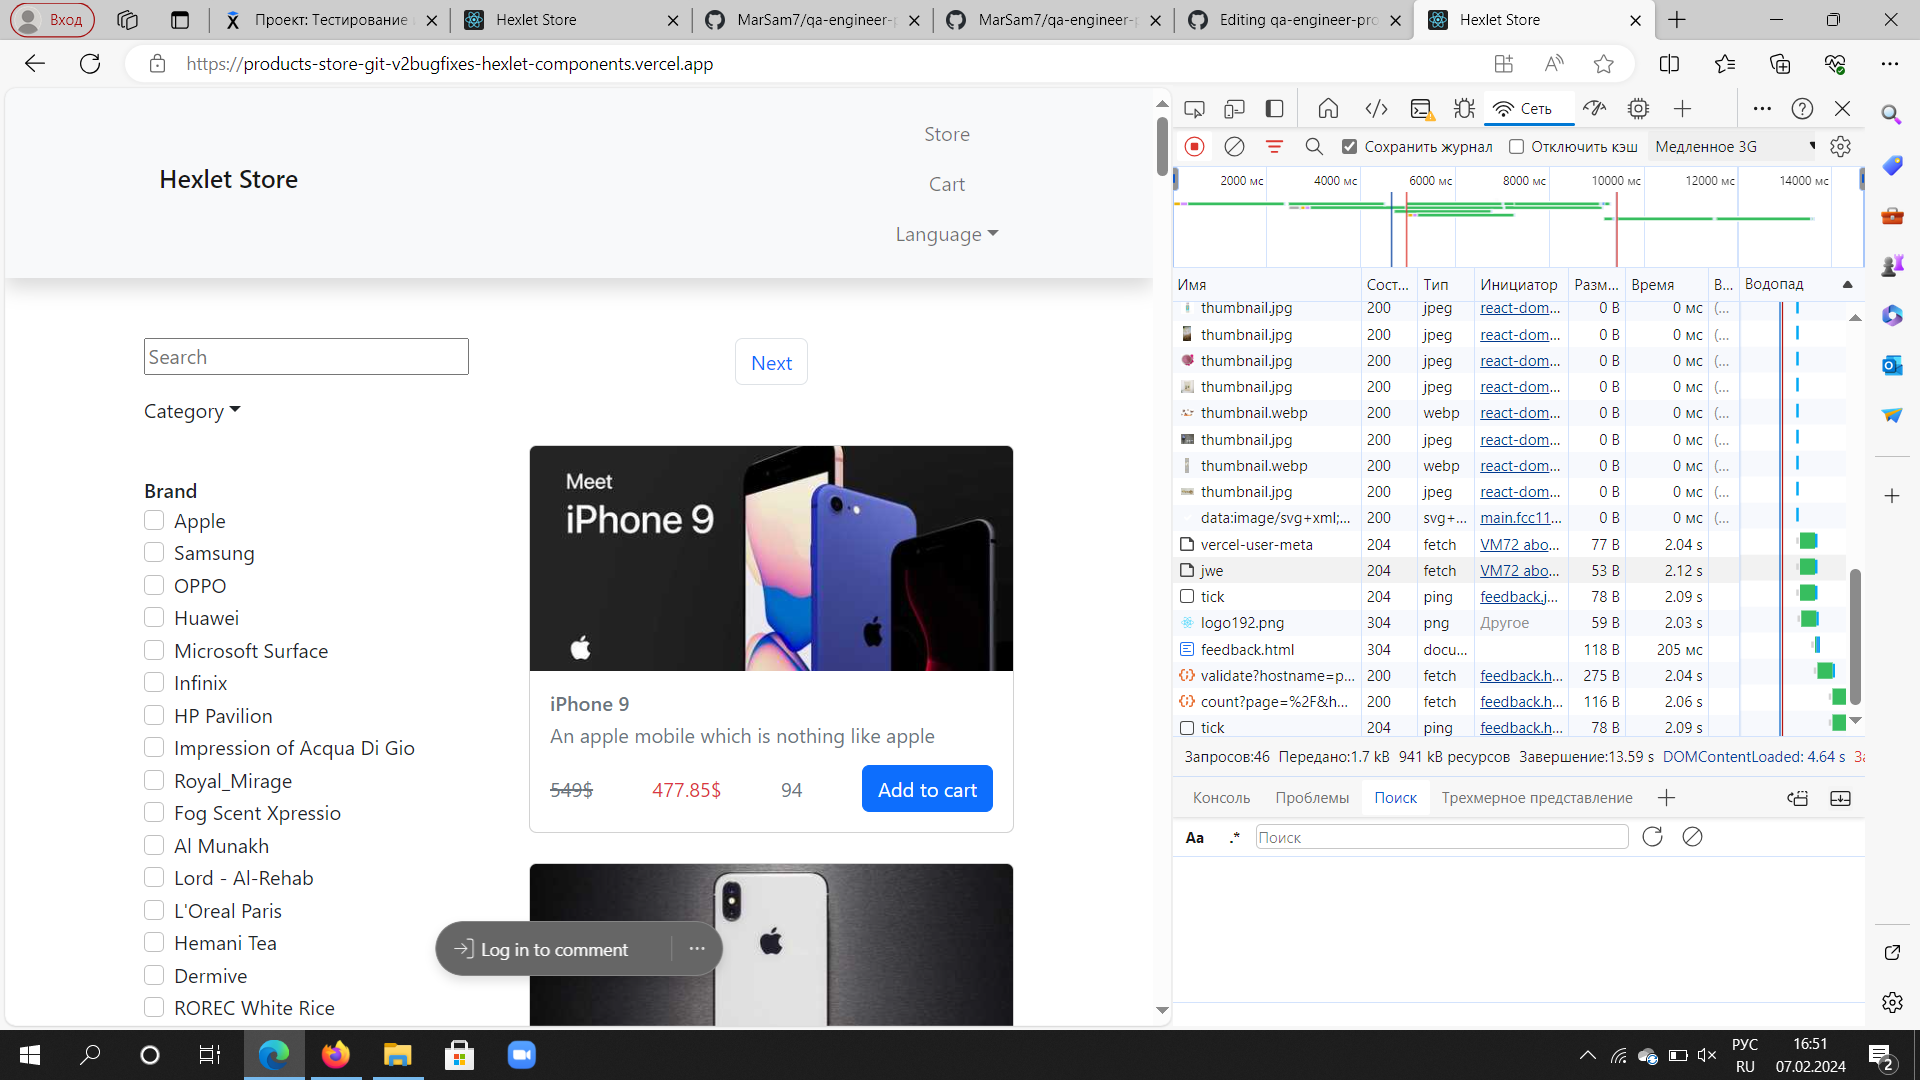 Вход
Проект: Тестирование
Hexlet Store
MarSam7/qa-engineer-p
MarSam7/qa-engineer-p
Editing qa-engineer-pro
Hexlet Store
https://products-store-git-v2bugfixes-hexlet-components.vercel.app
Hexlet Store
Store
Cart
Language
Search
Next
Category
Brand
Apple
Samsung
OPPO
Huawei
Microsoft Surface
Infinix
HP Pavilion
Impression of Acqua Di Gio
Royal_Mirage
Fog Scent Xpressio
Al Munakh
Lord - Al-Rehab
L'Oreal Paris
Hemani Tea
Dermive
ROREC White Rice
Meet
iPhone 9
iPhone 9
An apple mobile which is nothing like apple
549$ 477.85$ 94 Add to cart
Log in to comment
Сеть
Сохранить журнал Отключить кэш Медленное 3G
2000 мс 4000 мс 6000 мс 8000 мс 10000 мс 12000 мс 14000 мс
Имя Сост... Тип Инициатор Разм... Время В... Водопад
thumbnail.jpg 200 jpeg react-dom... 0 В 0 мс (...
thumbnail.jpg 200 jpeg react-dom... 0 В 0 мс (...
thumbnail.jpg 200 jpeg react-dom... 0 В 0 мс (...
thumbnail.jpg 200 jpeg react-dom... 0 В 0 мс (...
thumbnail.webp 200 webp react-dom... 0 В 0 мс (...
thumbnail.jpg 200 jpeg react-dom... 0 В 0 мс (...
thumbnail.webp 200 webp react-dom... 0 В 0 мс (...
thumbnail.jpg 200 jpeg react-dom... 0 В 0 мс (...
data:image/svg+xml;... 200 svg+... main.fcc11... 0 В 0 мс (...
vercel-user-meta 204 fetch VM72 abo... 77 В 2.04 s
jwe 204 fetch VM72 abo... 53 В 2.12 s
tick 204 ping feedback.j... 78 В 2.09 s
logo192.png 304 png Другое 59 В 2.03 s
feedback.html 304 docu... 118 В 205 мс
validate?hostname=p... 200 fetch feedback.h... 275 В 2.04 s
count?page=%2F&h... 200 fetch feedback.h... 116 В 2.06 s
tick 204 ping feedback.h... 78 В 2.09 s
Запросов:46 Передано:1.7 kB 941 kB ресурсов Завершение:13.59 s DOMContentLoaded: 4.64 s За
Консоль Проблемы Поиск Трехмерное представление
Aa .* Поиск
РУС
RU
16:51
07.02.2024
2